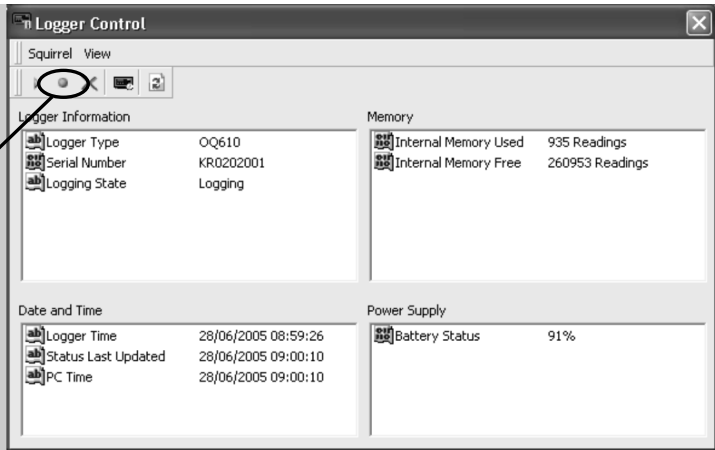 Logger Control
Squirrel View
Logger Information
Logger Type OQ610
Serial Number KR0202001
Logging State Logging
Memory
Internal Memory Used 935 Readings
Internal Memory Free 260953 Readings
Date and Time
Logger Time 28/06/2005 08:59:26
Status Last Updated 28/06/2005 09:00:10
PC Time 28/06/2005 09:00:10
Power Supply
Battery Status 91%